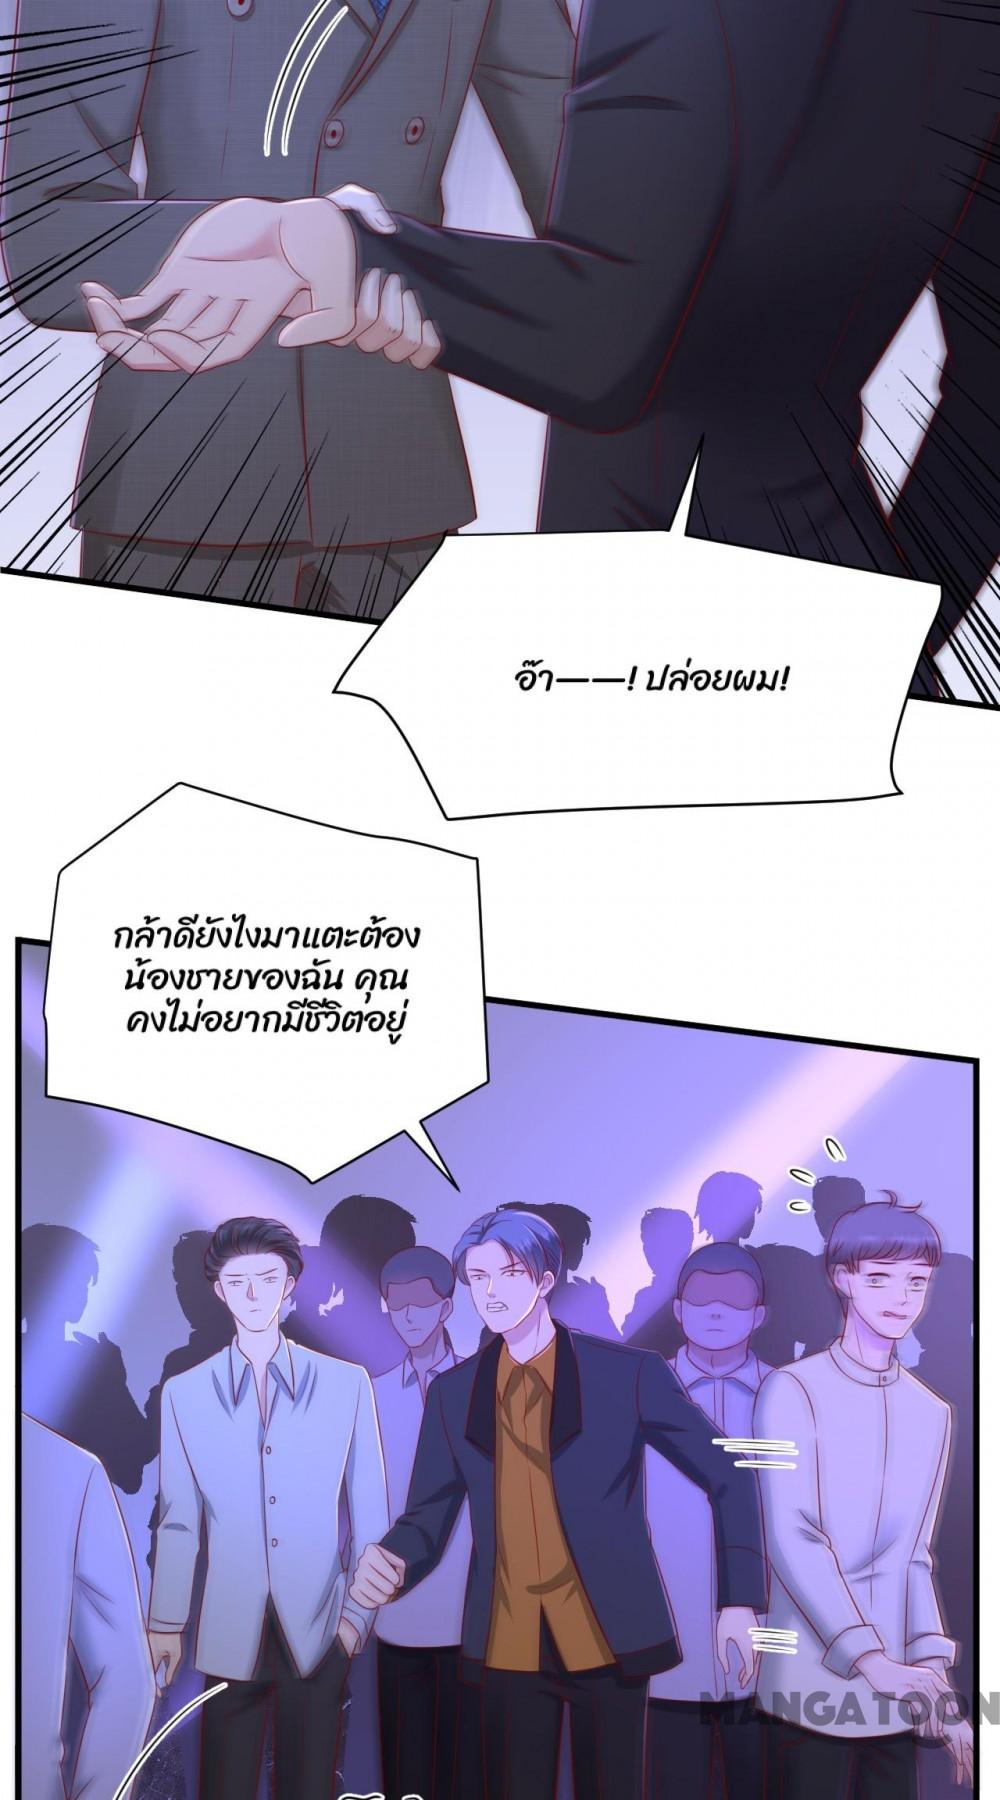 อ๊า——! ปล่อยผม!
กล้าดียังไงมาแตะต้อง
น้องชายของฉัน คุณ
คงไม่อยากมีชีวิตอยู่
MANGATOON